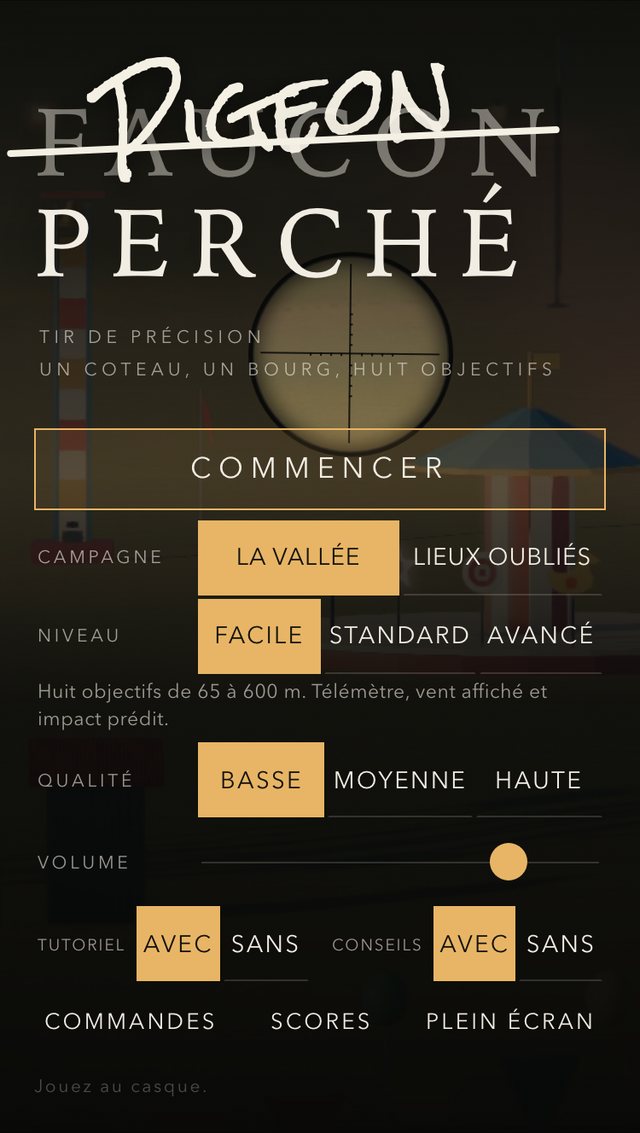 PIGEON
FAUCON
PERCHÉ
TIR DE PRÉCISION
UN COTEAU, UN BOURG, HUIT OBJECTIFS
COMMENCER
CAMPAGNE LA VALLÉE LIEUX OUBLIÉS
NIVEAU FACILE STANDARD AVANCÉ
Huit objectifs de 65 à 600 m. Télémètre, vent affiché et
impact prédit.
QUALITÉ BASSE MOYENNE HAUTE
VOLUME
TUTORIEL AVEC SANS CONSEILS AVEC SANS
COMMANDES SCORES PLEIN ÉCRAN
Jouez au casque.